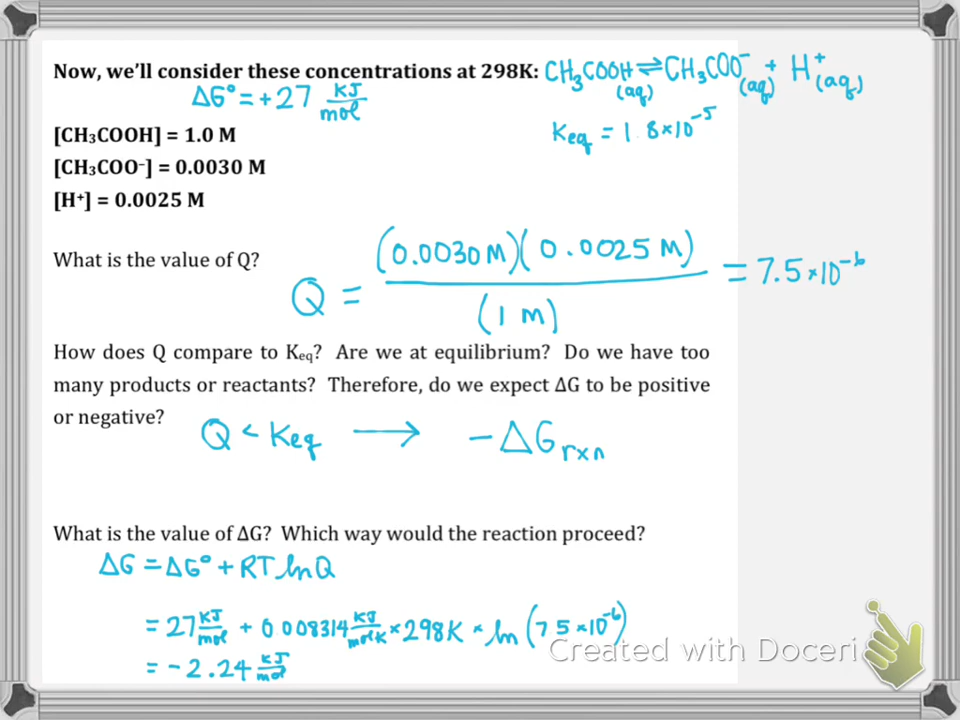 Now, we'll consider these concentrations at 298K: CH₃COOH(aq) ⇌ CH₃COO⁻(aq) + H⁺(aq)
ΔG° = +27 kJ/mol
Keq = 1.8×10⁻⁵
[CH₃COOH] = 1.0 M
[CH₃COO⁻] = 0.0030 M
[H⁺] = 0.0025 M
What is the value of Q?
Q = (0.0030 M)(0.0025 M) / (1 M) = 7.5×10⁻⁶
How does Q compare to Keq? Are we at equilibrium? Do we have too
many products or reactants? Therefore, do we expect ΔG to be positive
or negative?
Q < Keq → −ΔGrxn
What is the value of ΔG? Which way would the reaction proceed?
ΔG = ΔG° + RT lnQ
= 27 kJ/mol + 0.008314 kJ/molK × 298K × ln(7.5×10⁻⁶)
= −2.24 kJ/mol
Created with Doceri